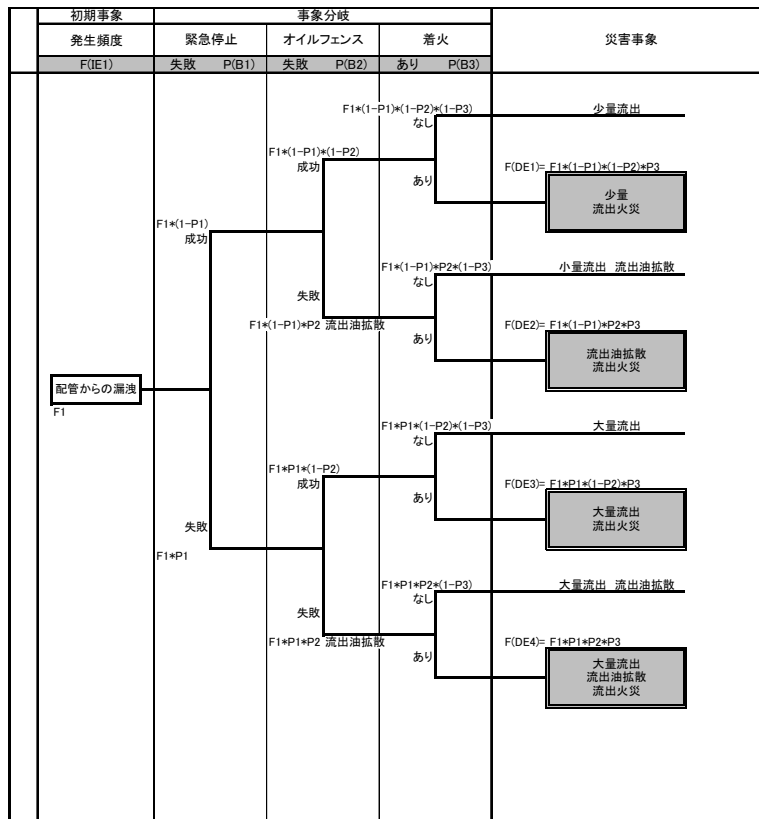 初期事象 事象分岐
発生頻度 緊急停止 オイルフェンス 着火 災害事象
F(IE1) 失敗 P(B1) 失敗 P(B2) あり P(B3)
F1*(1-P1)*(1-P2)*(1-P3) 少量流出
なし
F1*(1-P1)*(1-P2)
成功
あり
F(DE1)= F1*(1-P1)*(1-P2)*P3
少量
流出火災
F1*(1-P1)
成功
F1*(1-P1)*P2*(1-P3) 小量流出 流出油拡散
なし
失敗
F1*(1-P1)*P2 流出油拡散
あり
F(DE2)= F1*(1-P1)*P2*P3
流出油拡散
流出火災
配管からの漏洩
F1
F1*P1*(1-P2)*(1-P3) 大量流出
なし
F1*P1*(1-P2)
成功
あり
F(DE3)= F1*P1*(1-P2)*P3
大量流出
流出火災
失敗
F1*P1
F1*P1*P2*(1-P3) 大量流出 流出油拡散
なし
失敗
F1*P1*P2 流出油拡散
あり
F(DE4)= F1*P1*P2*P3
大量流出
流出油拡散
流出火災